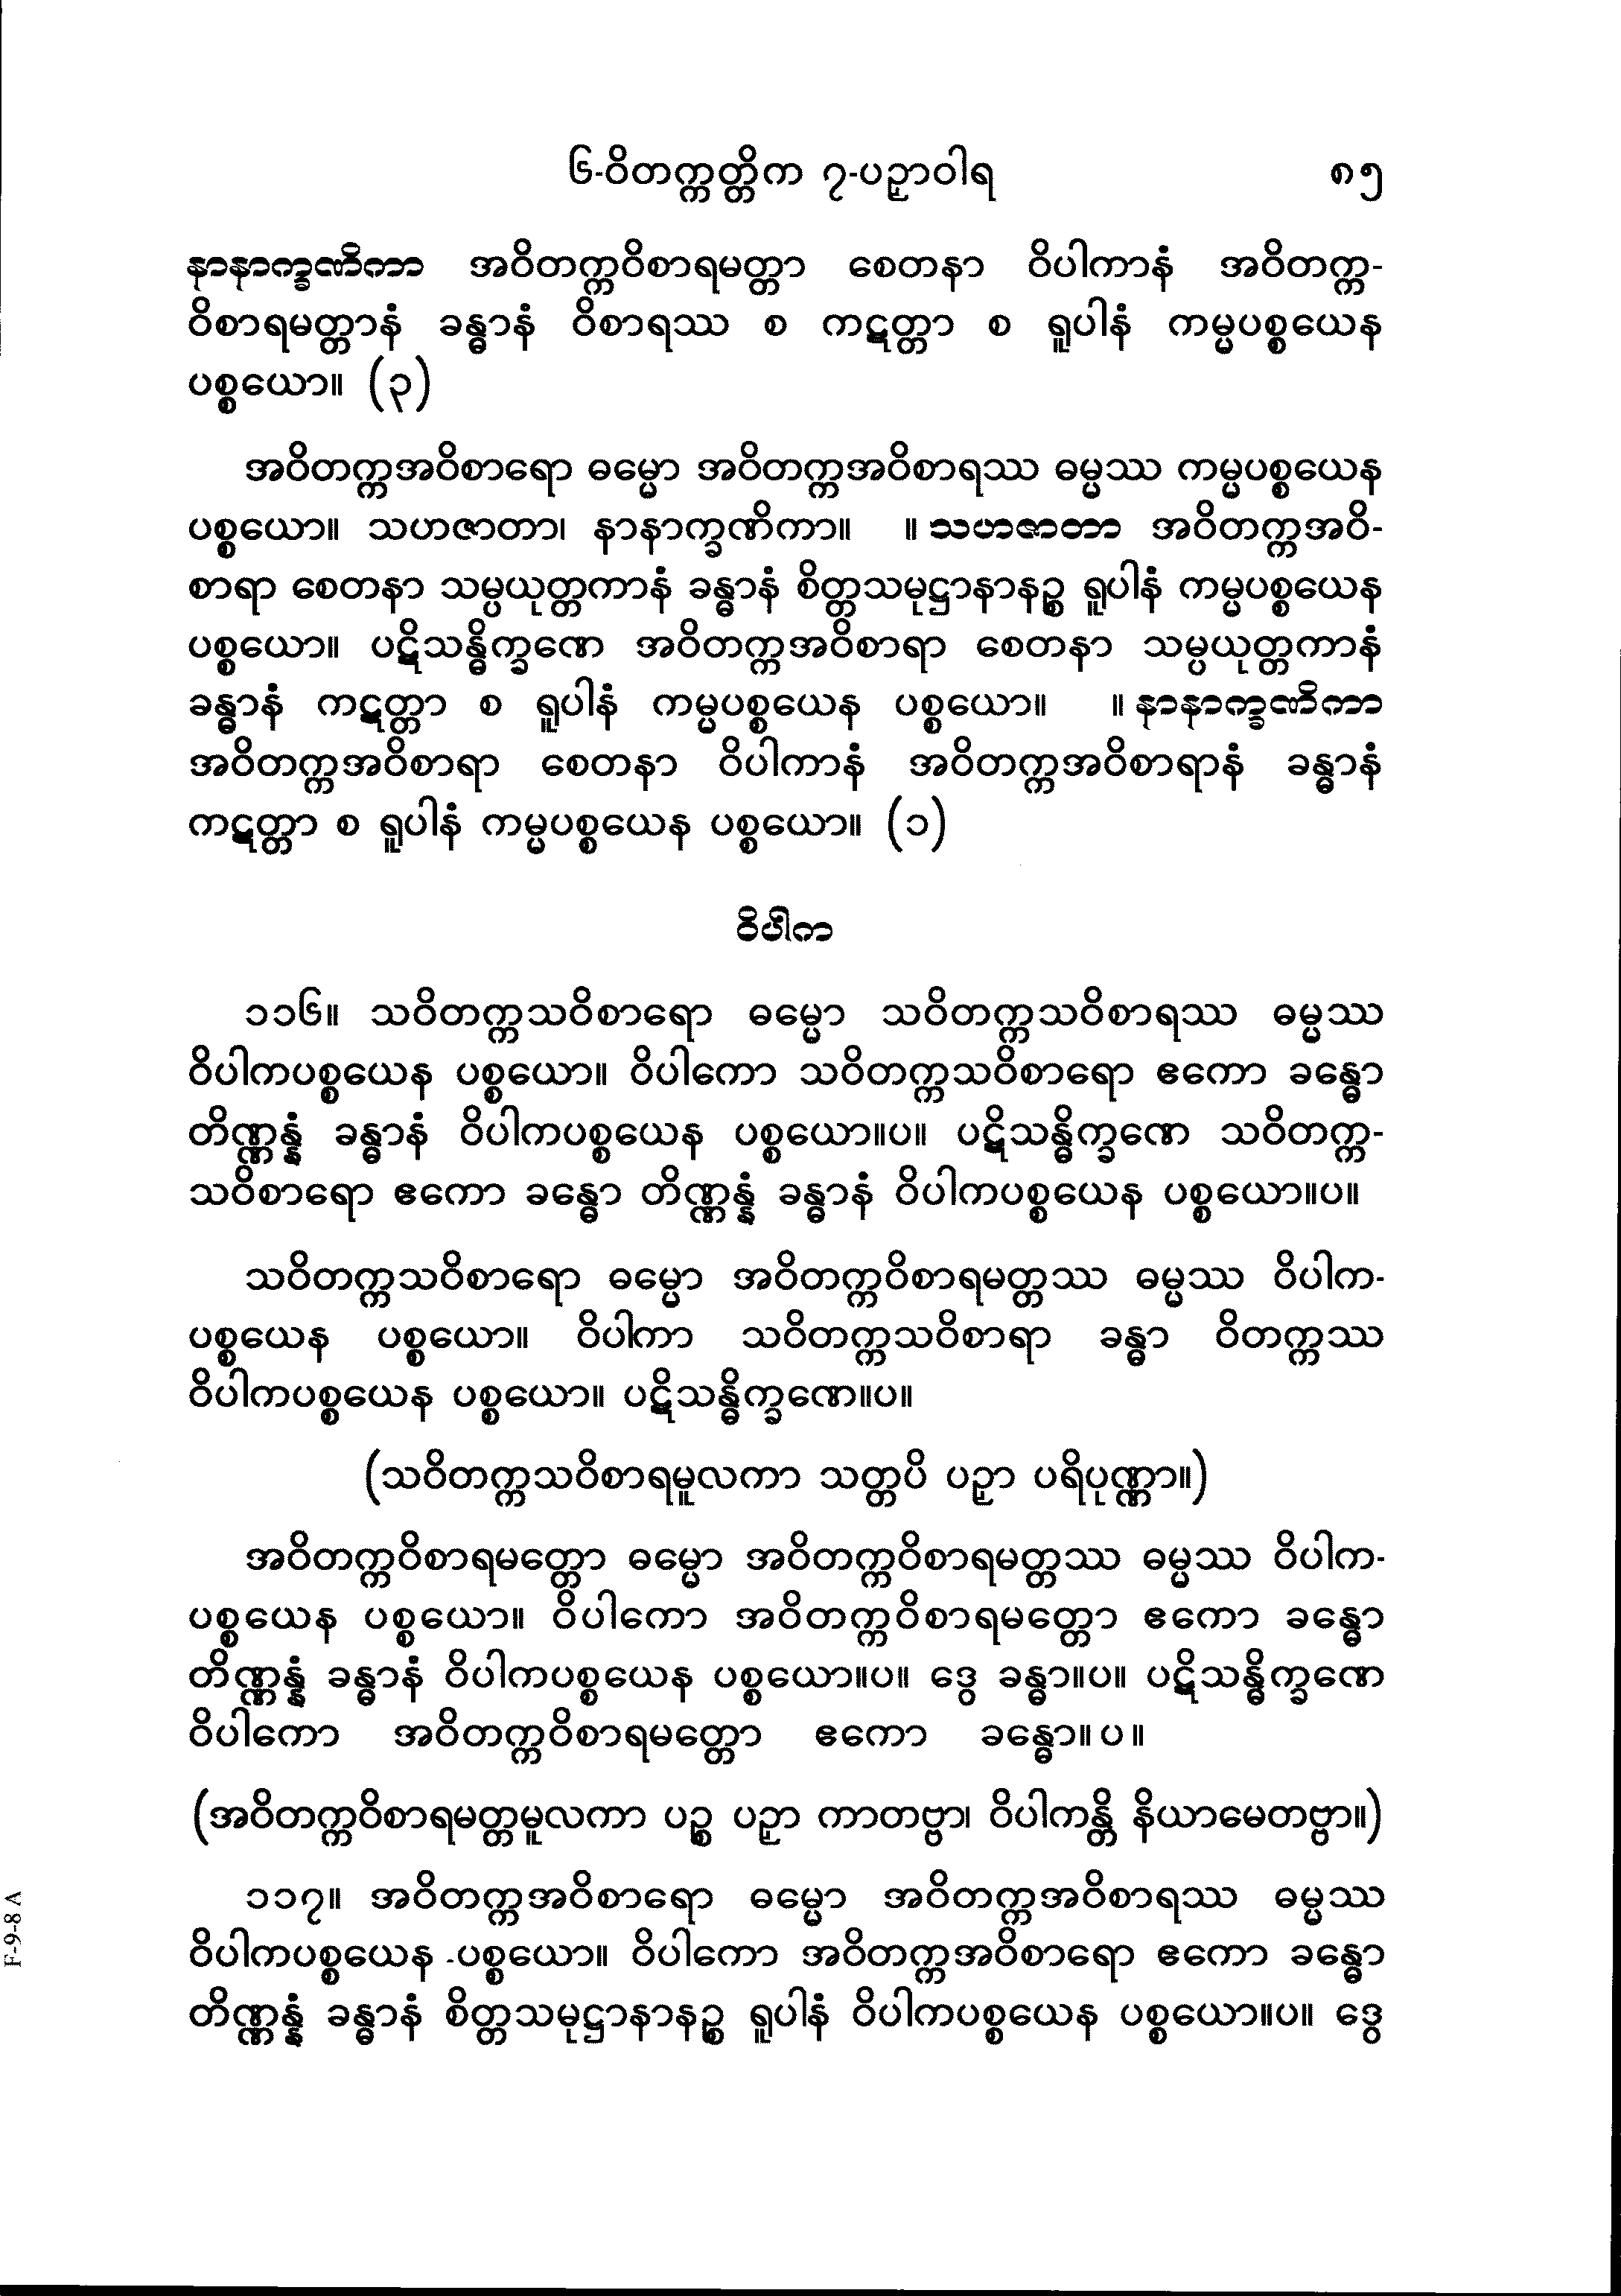 ၆-ဝိတက္ကတ္တိက ၇-ပဉှာဝါရ ၈၅
နာနာက္ခဏိကာ အဝိတက္ကဝိစာရမတ္တာ စေတနာ ဝိပါကာနံ အဝိတက္က-
ဝိစာရမတ္တာနံ ခန္ဓာနံ ဝိစာရဿ စ ကဋတ္တာ စ ရူပါနံ ကမ္မပစ္စယေန
ပစ္စယော။ (၃)
အဝိတက္ကအဝိစာရော ဓမ္မော အဝိတက္ကအဝိစာရဿ ဓမ္မဿ ကမ္မပစ္စယေန
ပစ္စယော။ သဟဇာတာ၊ နာနာက္ခဏိကာ။ ။ သဟဇာတာ အဝိတက္ကအဝိ-
စာရာ စေတနာ သမ္ပယုတ္တကာနံ ခန္ဓာနံ စိတ္တသမုဋ္ဌာနာနဉ္စ ရူပါနံ ကမ္မပစ္စယေန
ပစ္စယော။ ပဋိသန္ဓိက္ခဏေ အဝိတက္ကအဝိစာရာ စေတနာ သမ္ပယုတ္တကာနံ
ခန္ဓာနံ ကဋတ္တာ စ ရူပါနံ ကမ္မပစ္စယေန ပစ္စယော။ ။ နာနာက္ခဏိကာ
အဝိတက္ကအဝိစာရာ စေတနာ ဝိပါကာနံ အဝိတက္ကအဝိစာရာနံ ခန္ဓာနံ
ကဋတ္တာ စ ရူပါနံ ကမ္မပစ္စယေန ပစ္စယော။ (၁)
ဝိပါက
၁၁၆။ သဝိတက္ကသဝိစာရော ဓမ္မော သဝိတက္ကသဝိစာရဿ ဓမ္မဿ
ဝိပါကပစ္စယေန ပစ္စယော။ ဝိပါကော သဝိတက္ကသဝိစာရော ဧကော ခန္ဓော
တိဏ္ဏန္နံ ခန္ဓာနံ ဝိပါကပစ္စယေန ပစ္စယော။ပ။ ပဋိသန္ဓိက္ခဏေ သဝိတက္က-
သဝိစာရော ဧကော ခန္ဓော တိဏ္ဏန္နံ ခန္ဓာနံ ဝိပါကပစ္စယေန ပစ္စယော။ပ။
သဝိတက္ကသဝိစာရော ဓမ္မော အဝိတက္ကဝိစာရမတ္တဿ ဓမ္မဿ ဝိပါက-
ပစ္စယေန ပစ္စယော။ ဝိပါကာ သဝိတက္ကသဝိစာရာ ခန္ဓာ ဝိတက္ကဿ
ဝိပါကပစ္စယေန ပစ္စယော။ ပဋိသန္ဓိက္ခဏေ။ပ။
(သဝိတက္ကသဝိစာရမူလကာ သတ္တပိ ပဉှာ ပရိပုဏ္ဏာ။)
အဝိတက္ကဝိစာရမတ္တော ဓမ္မော အဝိတက္ကဝိစာရမတ္တဿ ဓမ္မဿ ဝိပါက-
ပစ္စယေန ပစ္စယော။ ဝိပါကော အဝိတက္ကဝိစာရမတ္တော ဧကော ခန္ဓော
တိဏ္ဏန္နံ ခန္ဓာနံ ဝိပါကပစ္စယေန ပစ္စယော။ပ။ ဒွေ ခန္ဓာ။ပ။ ပဋိသန္ဓိက္ခဏေ
ဝိပါကော အဝိတက္ကဝိစာရမတ္တော ဧကော ခန္ဓော။ ပ ။
(အဝိတက္ကဝိစာရမတ္တမူလကာ ပဉ္စ ပဉှာ ကာတဗ္ဗာ၊ ဝိပါကန္တိ နိယာမေတဗ္ဗာ။)
၁၁၇။ အဝိတက္ကအဝိစာရော ဓမ္မော အဝိတက္ကအဝိစာရဿ ဓမ္မဿ
ဝိပါကပစ္စယေန -ပစ္စယော။ ဝိပါကော အဝိတက္ကအဝိစာရော ဧကော ခန္ဓော
တိဏ္ဏန္နံ ခန္ဓာနံ စိတ္တသမုဋ္ဌာနာနဉ္စ ရူပါနံ ဝိပါကပစ္စယေန ပစ္စယော။ပ။ ဒွေ
F-9-8 A